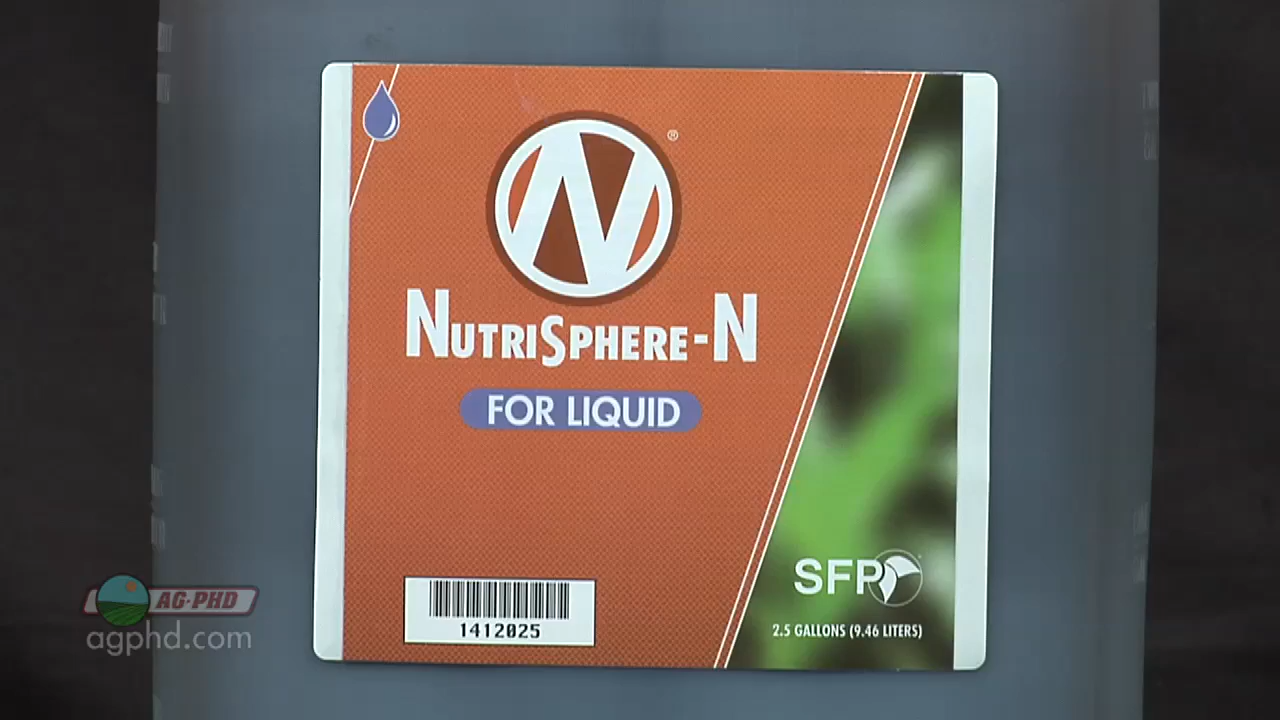 N®
NUTRISPHERE-N
FOR LIQUID
1412025
SFP
2.5 GALLONS (9.46 LITERS)
AG·PHD
agphd.com